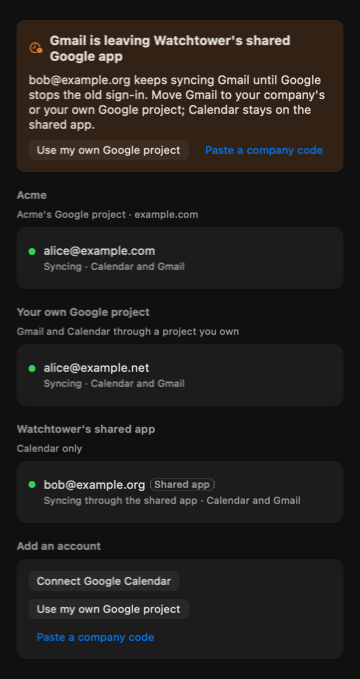 Gmail is leaving Watchtower's shared
Google app
bob@example.org keeps syncing Gmail until Google
stops the old sign-in. Move Gmail to your company's
or your own Google project; Calendar stays on the
shared app.
Use my own Google project
Paste a company code
Acme
Acme's Google project · example.com
alice@example.com
Syncing · Calendar and Gmail
Your own Google project
Gmail and Calendar through a project you own
alice@example.net
Syncing · Calendar and Gmail
Watchtower's shared app
Calendar only
bob@example.org Shared app
Syncing through the shared app · Calendar and Gmail
Add an account
Connect Google Calendar
Use my own Google project
Paste a company code